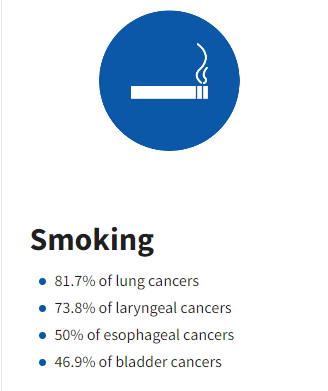 Smoking
81.7% of lung cancers
73.8% of laryngeal cancers
50% of esophageal cancers
46.9% of bladder cancers